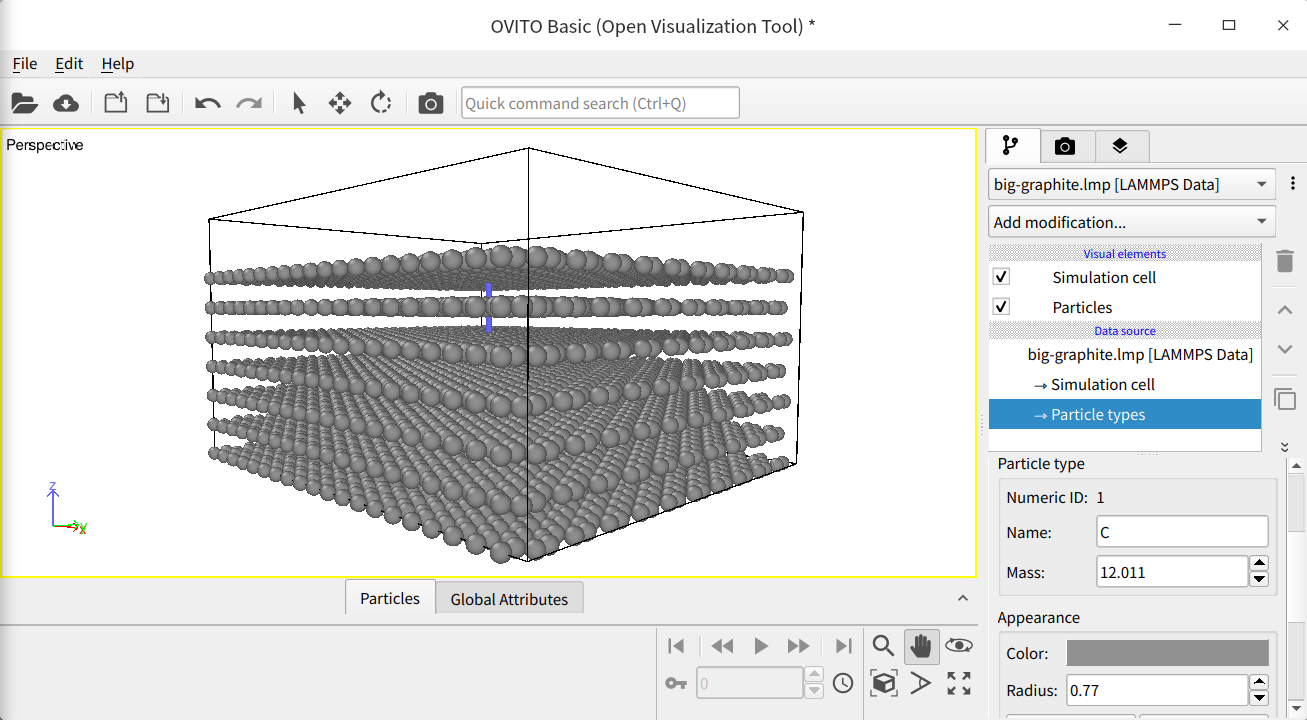 OVITO Basic (Open Visualization Tool) *
File Edit Help
Quick command search (Ctrl+Q)
Perspective
big-graphite.lmp [LAMMPS Data]
Add modification...
Visual elements
Simulation cell
Particles
Data source
big-graphite.lmp [LAMMPS Data]
→ Simulation cell
→ Particle types
Particle type
Numeric ID: 1
Name: C
Mass: 12.011
Appearance
Color:
Radius: 0.77
z
y
x
Particles Global Attributes
0